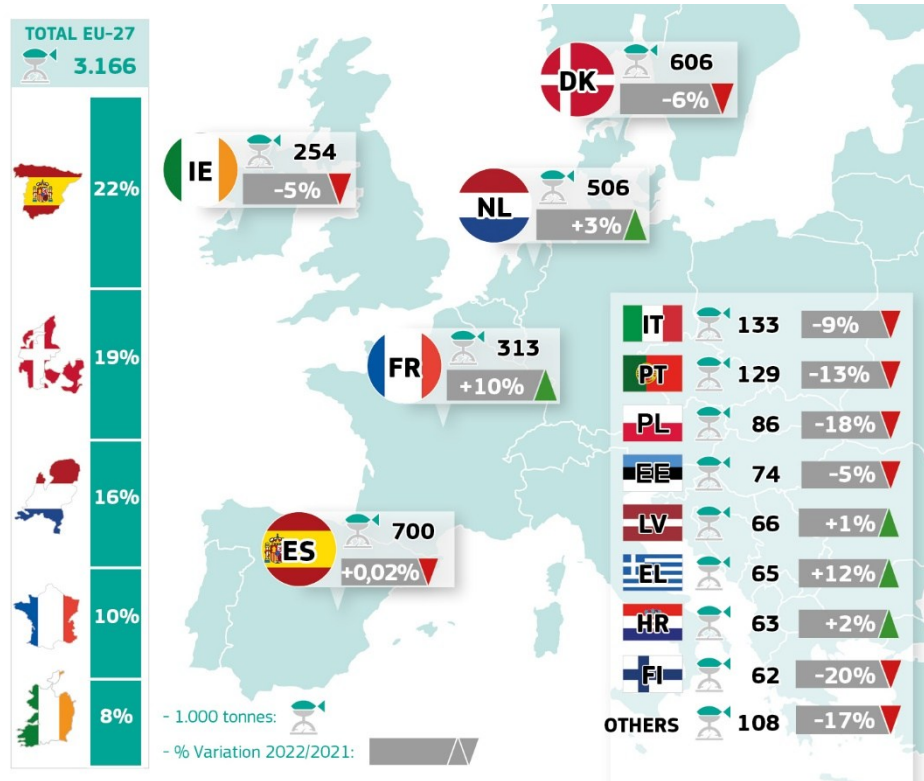 TOTAL EU-27
3.166
22%
19%
16%
10%
8%
DK
606
-6%
IE
254
-5%
NL
506
+3%
FR
313
+10%
ES
700
+0,02%
IT 133 -9%
PT 129 -13%
PL 86 -18%
EE 74 -5%
LV 66 +1%
EL 65 +12%
HR 63 +2%
FI 62 -20%
OTHERS 108 -17%
- 1.000 tonnes:
- % Variation 2022/2021: